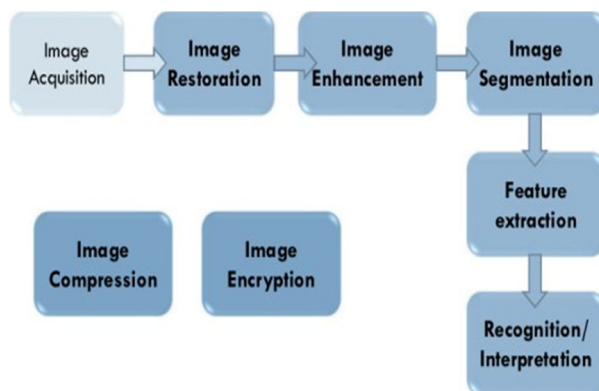 Image
Acquisition
Image
Restoration
Image
Enhancement
Image
Segmentation
Feature
extraction
Image
Compression
Image
Encryption
Recognition/
Interpretation